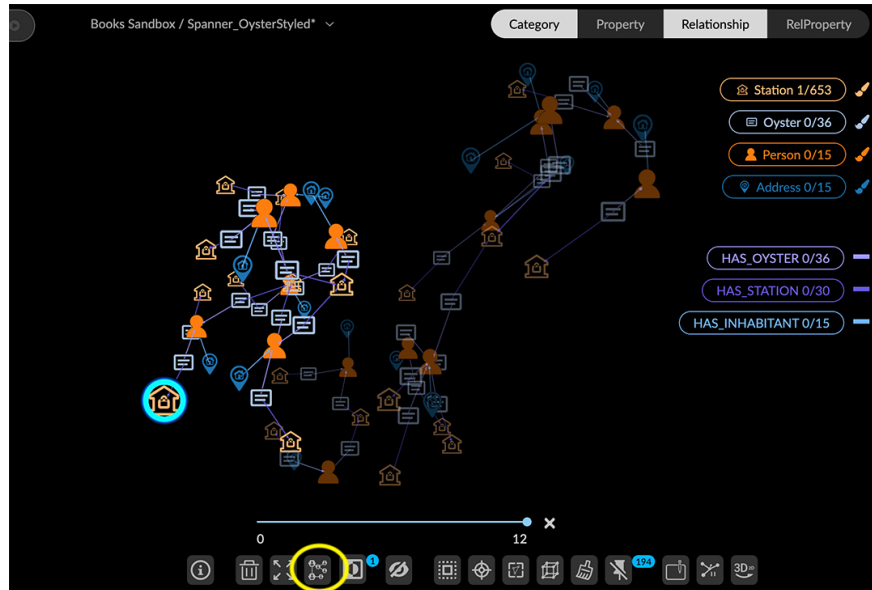 Books Sandbox / Spanner_OysterStyled*
Category Property Relationship RelProperty
Station 1/653
Oyster 0/36
Person 0/15
Address 0/15
HAS_OYSTER 0/36
HAS_STATION 0/30
HAS_INHABITANT 0/15
0 12
1 194
3D